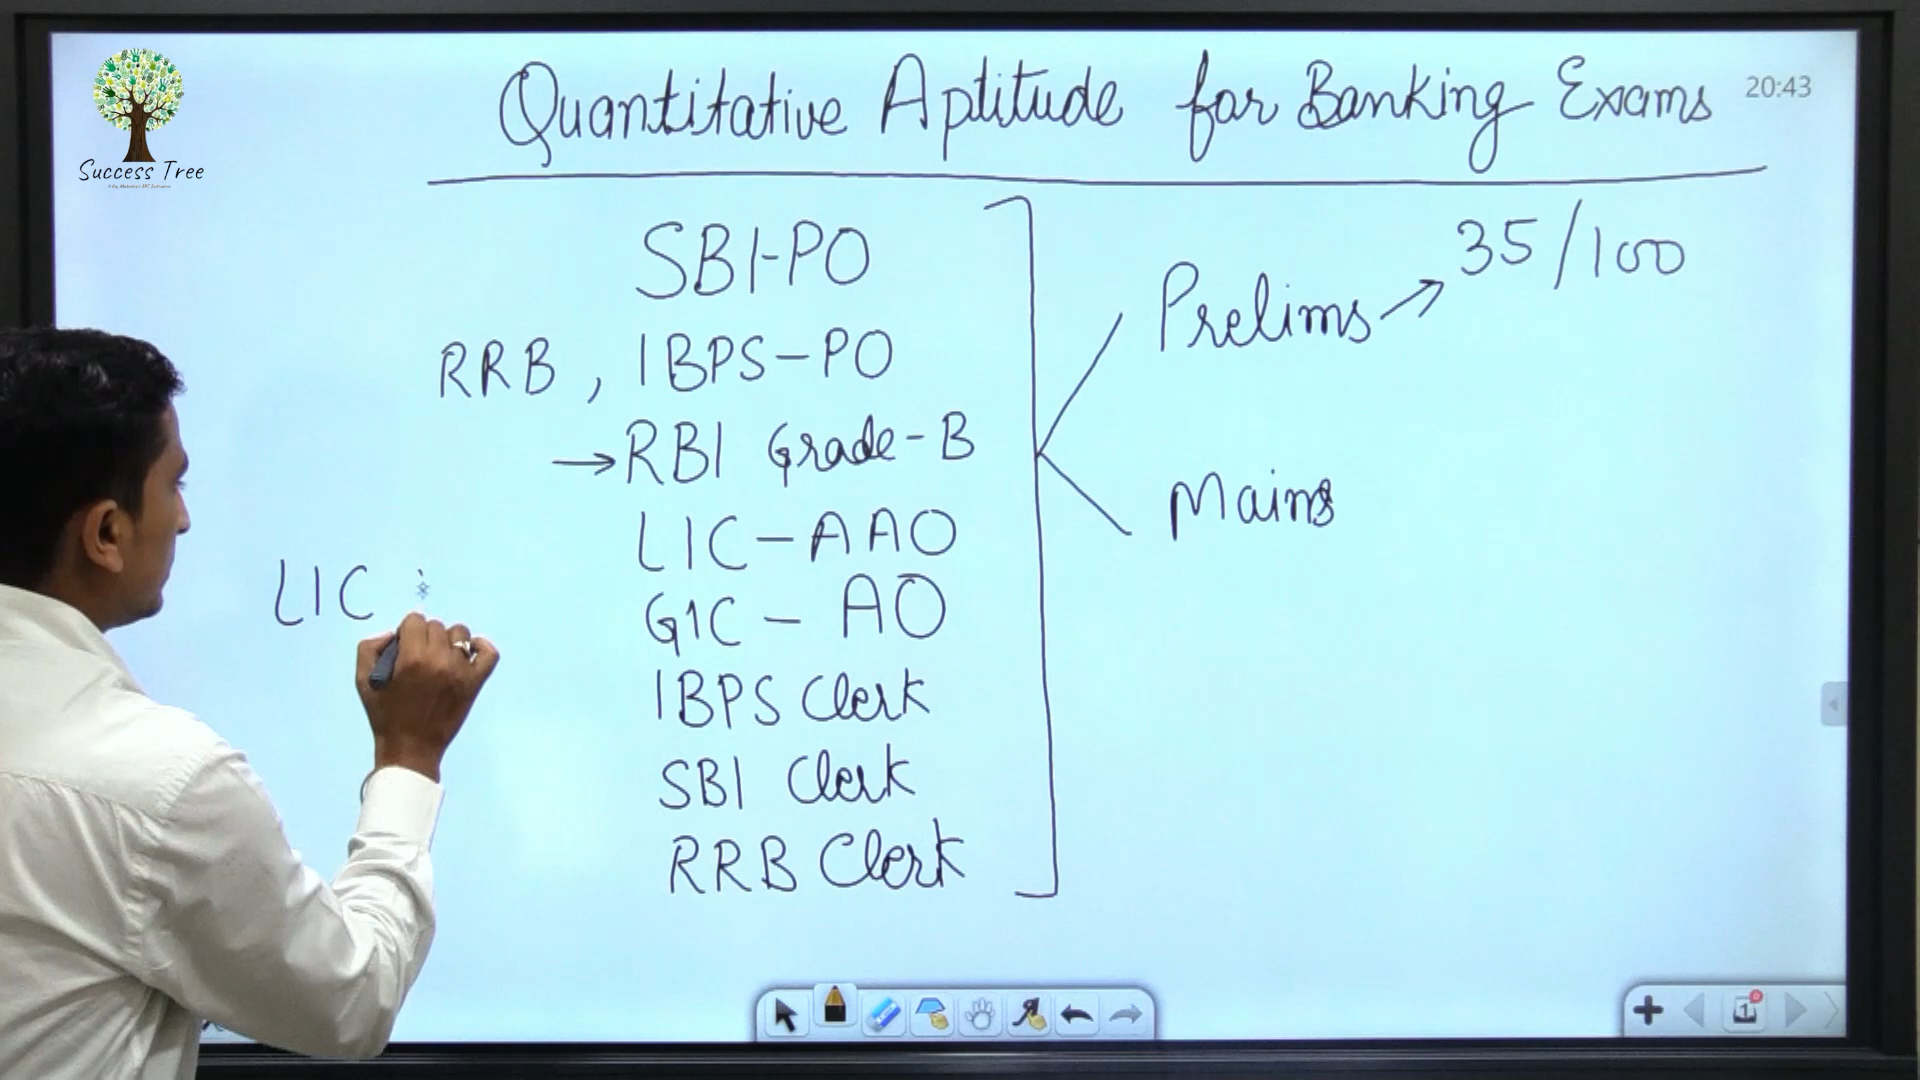 Success Tree
Quantitative Aptitude for Banking Exams
20:43
SBI-PO
RRB, IBPS-PO
→ RBI Grade-B
LIC-AAO
GIC - AO
IBPS Clerk
SBI Clerk
RRB Clerk
Prelims → 35/100
Mains
LIC
1